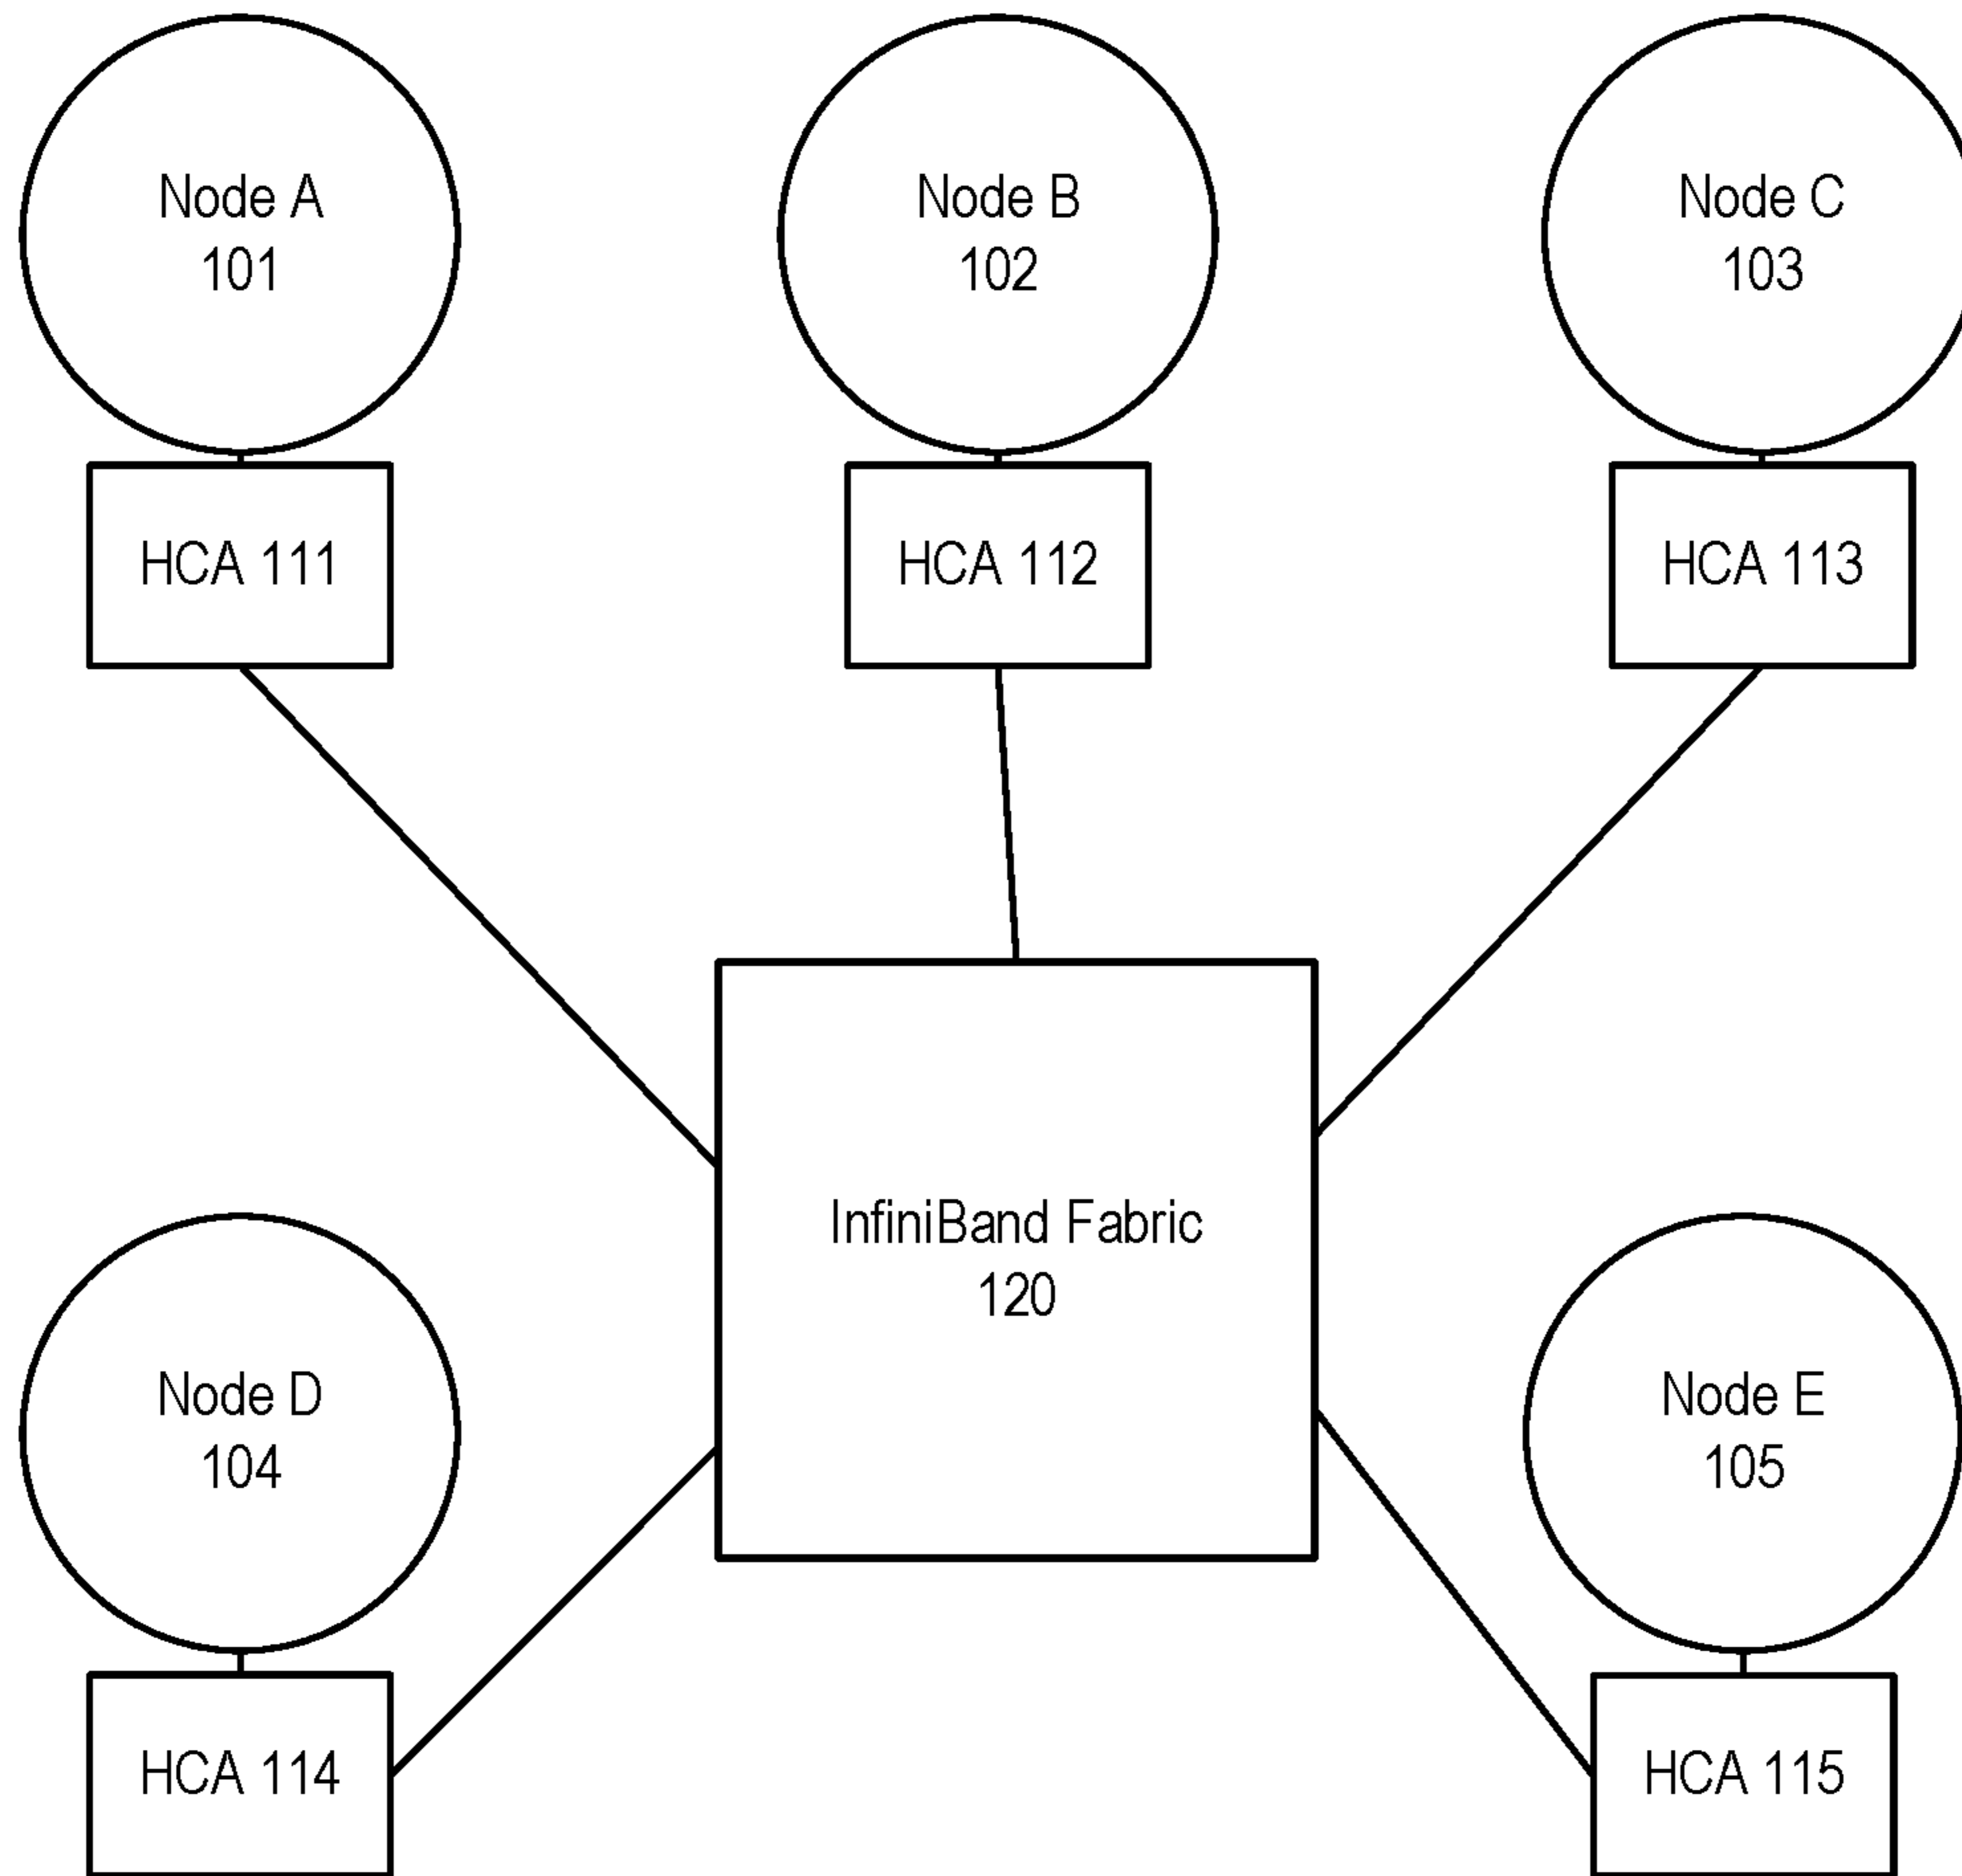 Node A
101
Node B
102
Node C
103
HCA 111
HCA 112
HCA 113
InfiniBand Fabric
120
Node D
104
Node E
105
HCA 114
HCA 115